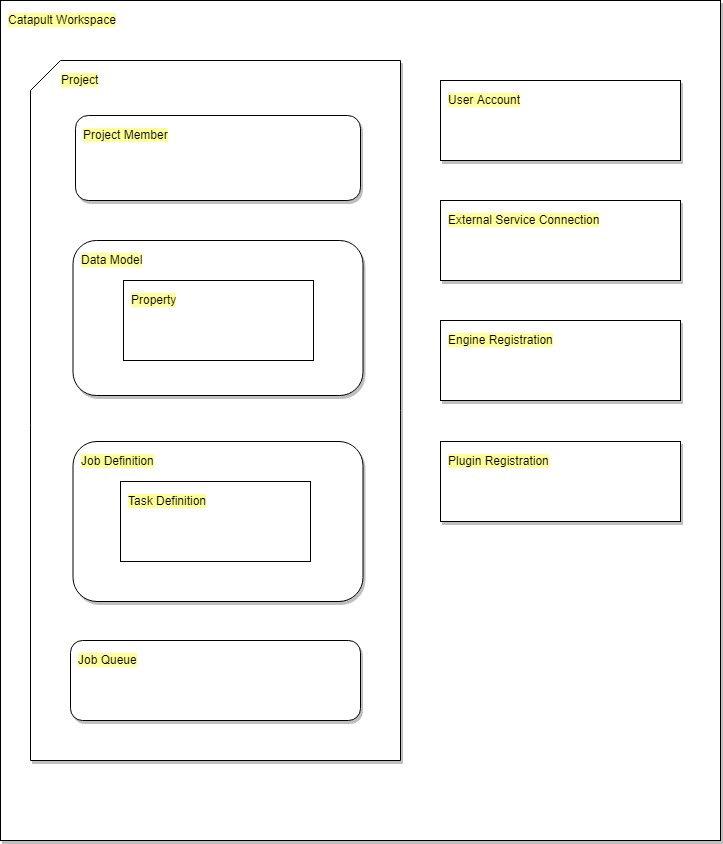 Catapult Workspace
Project
Project Member
Data Model
Property
Job Definition
Task Definition
Job Queue
User Account
External Service Connection
Engine Registration
Plugin Registration